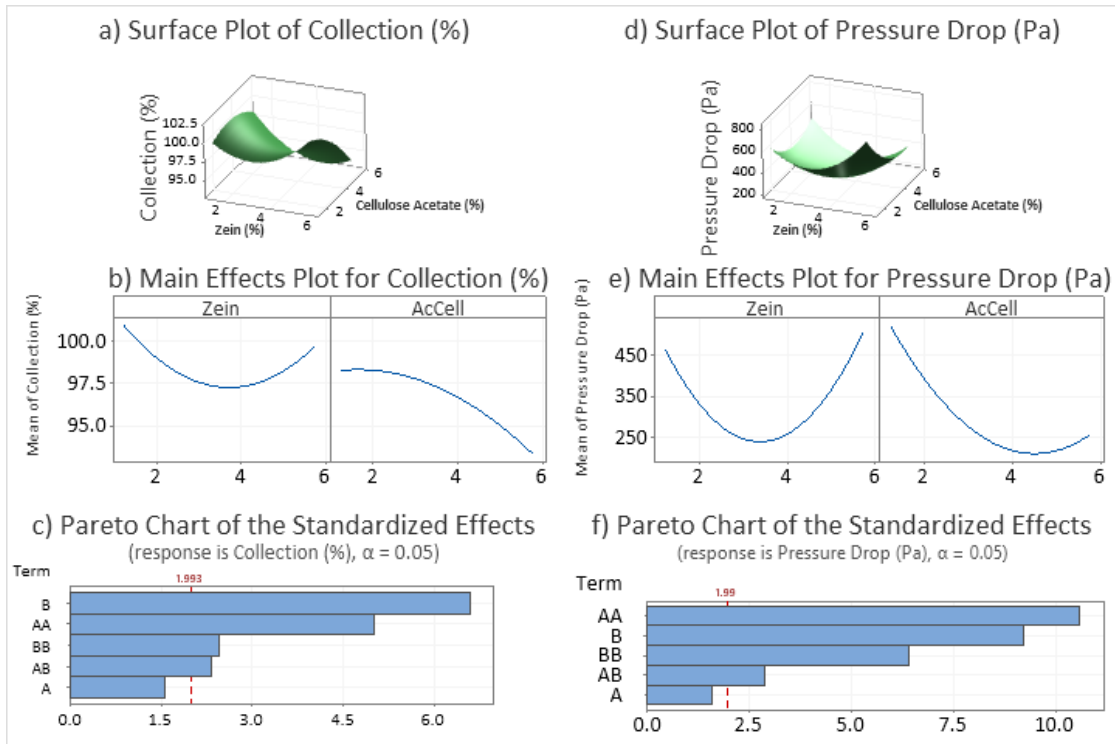 a) Surface Plot of Collection (%)
Collection (%)
102.5
100.0
97.5
95.0
2
4
6
Zein (%)
2
4
6
Cellulose Acetate (%)
d) Surface Plot of Pressure Drop (Pa)
Pressure Drop (Pa)
800
600
400
200
2
4
6
Zein (%)
2
4
6
Cellulose Acetate (%)
b) Main Effects Plot for Collection (%)
Mean of Collection (%)
Zein
AcCell
100.0
97.5
95.0
2
4
6
2
4
6
e) Main Effects Plot for Pressure Drop (Pa)
Mean of Pressure Drop (Pa)
Zein
AcCell
450
350
250
2
4
6
2
4
6
c) Pareto Chart of the Standardized Effects
(response is Collection (%), α = 0.05)
Term
1.993
B
AA
BB
AB
A
0.0
1.5
3.0
4.5
6.0
f) Pareto Chart of the Standardized Effects
(response is Pressure Drop (Pa), α = 0.05)
Term
1.99
AA
B
BB
AB
A
0.0
2.5
5.0
7.5
10.0